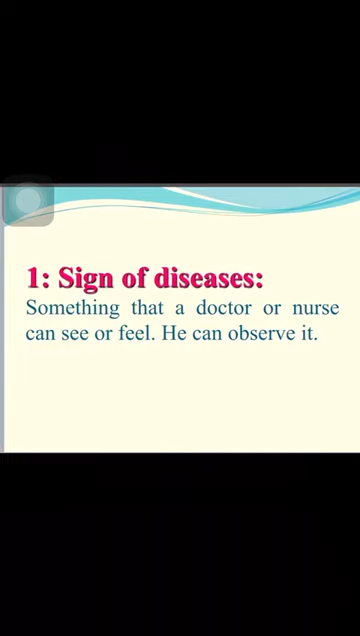 1: Sign of diseases:
Something that a doctor or nurse
can see or feel. He can observe it.